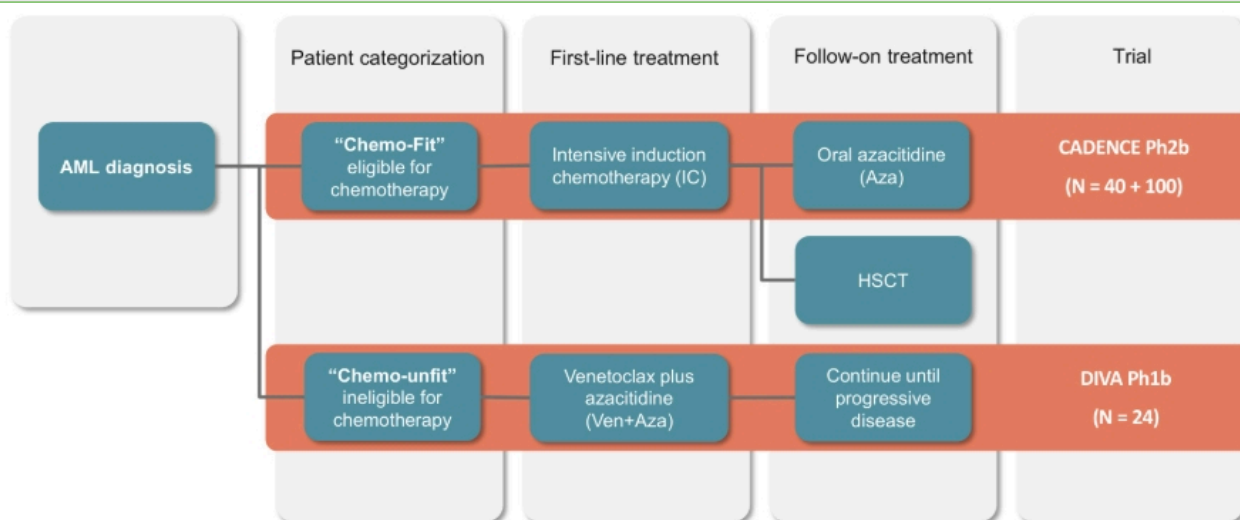 Patient categorization
First-line treatment
Follow-on treatment
Trial
AML diagnosis
“Chemo-Fit”
eligible for
chemotherapy
Intensive induction
chemotherapy (IC)
Oral azacitidine
(Aza)
CADENCE Ph2b
(N = 40 + 100)
HSCT
“Chemo-unfit”
ineligible for
chemotherapy
Venetoclax plus
azacitidine
(Ven+Aza)
Continue until
progressive
disease
DIVA Ph1b
(N = 24)